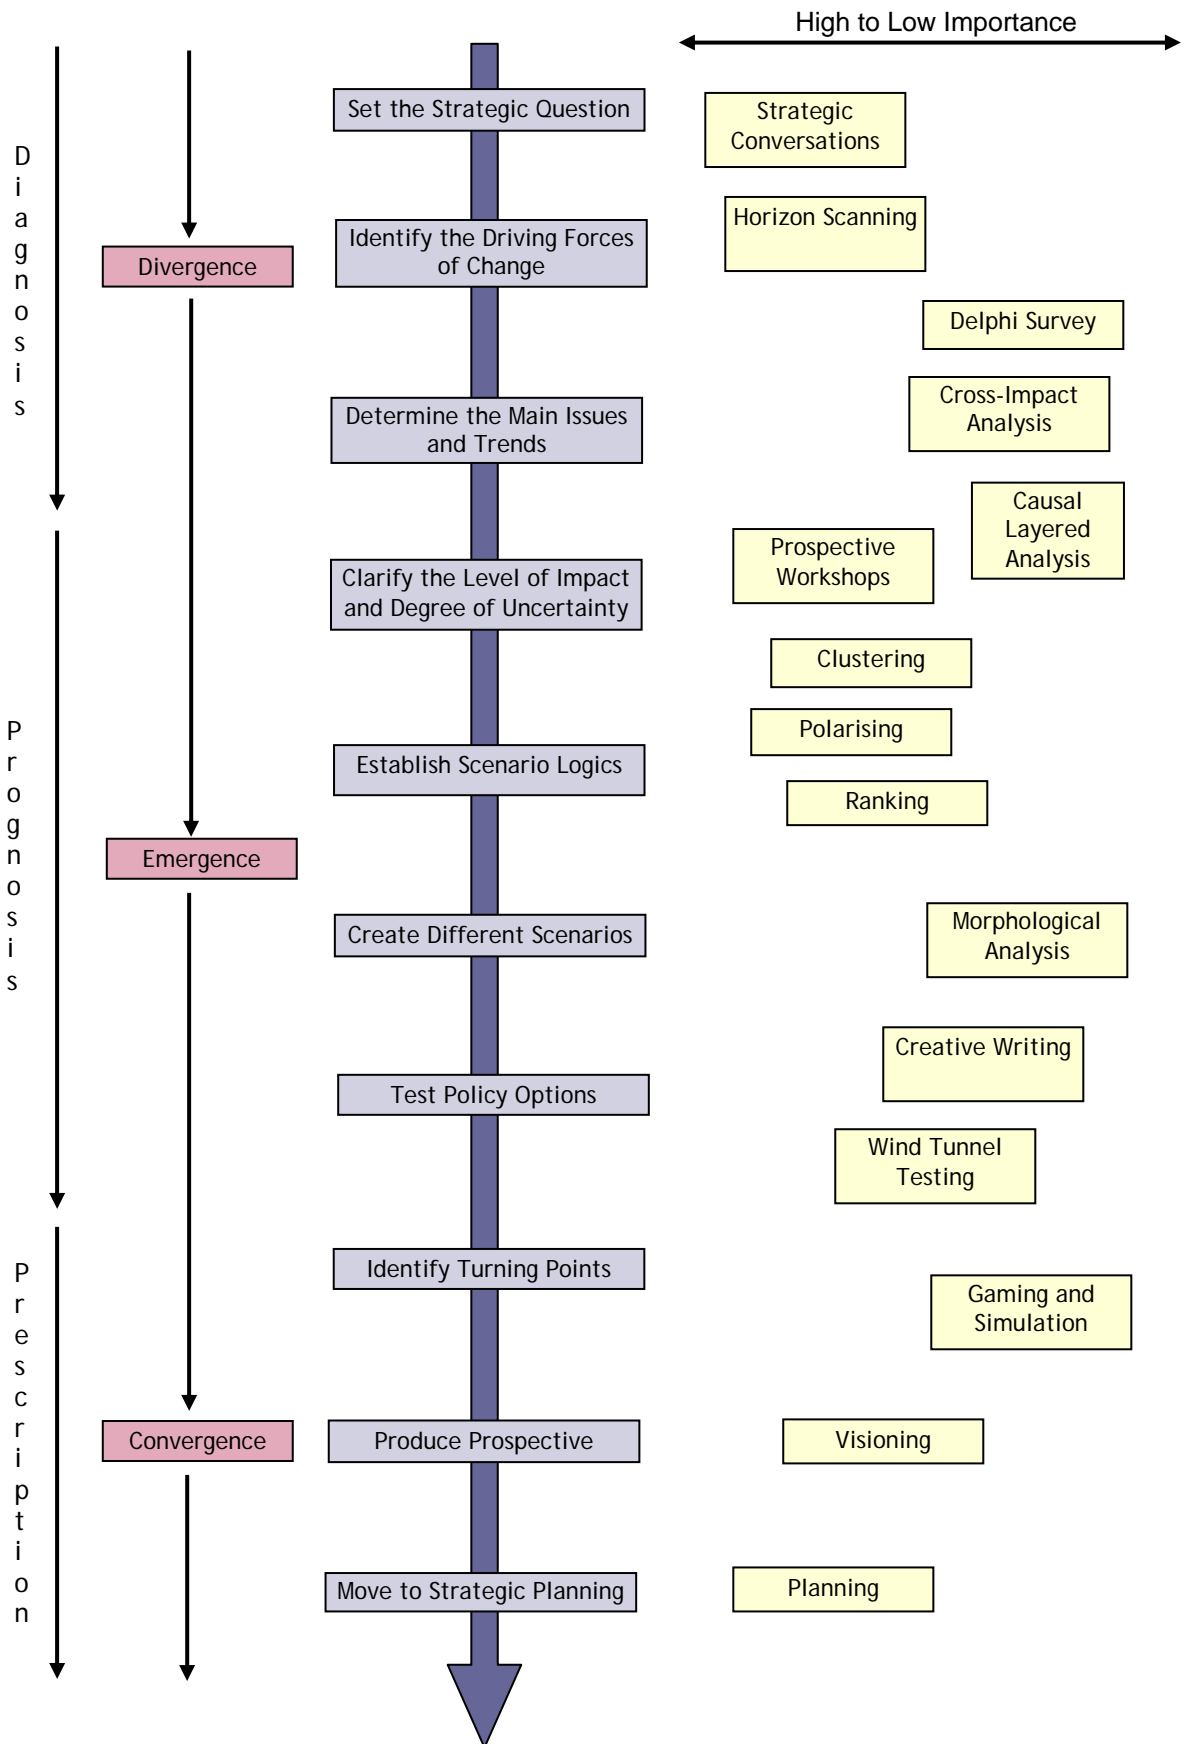 High to Low Importance
Diagnosis
Prognosis
Prescription
Divergence
Emergence
Convergence
Set the Strategic Question
Identify the Driving Forces
of Change
Determine the Main Issues
and Trends
Clarify the Level of Impact
and Degree of Uncertainty
Establish Scenario Logics
Create Different Scenarios
Test Policy Options
Identify Turning Points
Produce Prospective
Move to Strategic Planning
Strategic
Conversations
Horizon Scanning
Delphi Survey
Cross-Impact
Analysis
Causal
Layered
Analysis
Prospective
Workshops
Clustering
Polarising
Ranking
Morphological
Analysis
Creative Writing
Wind Tunnel
Testing
Gaming and
Simulation
Visioning
Planning